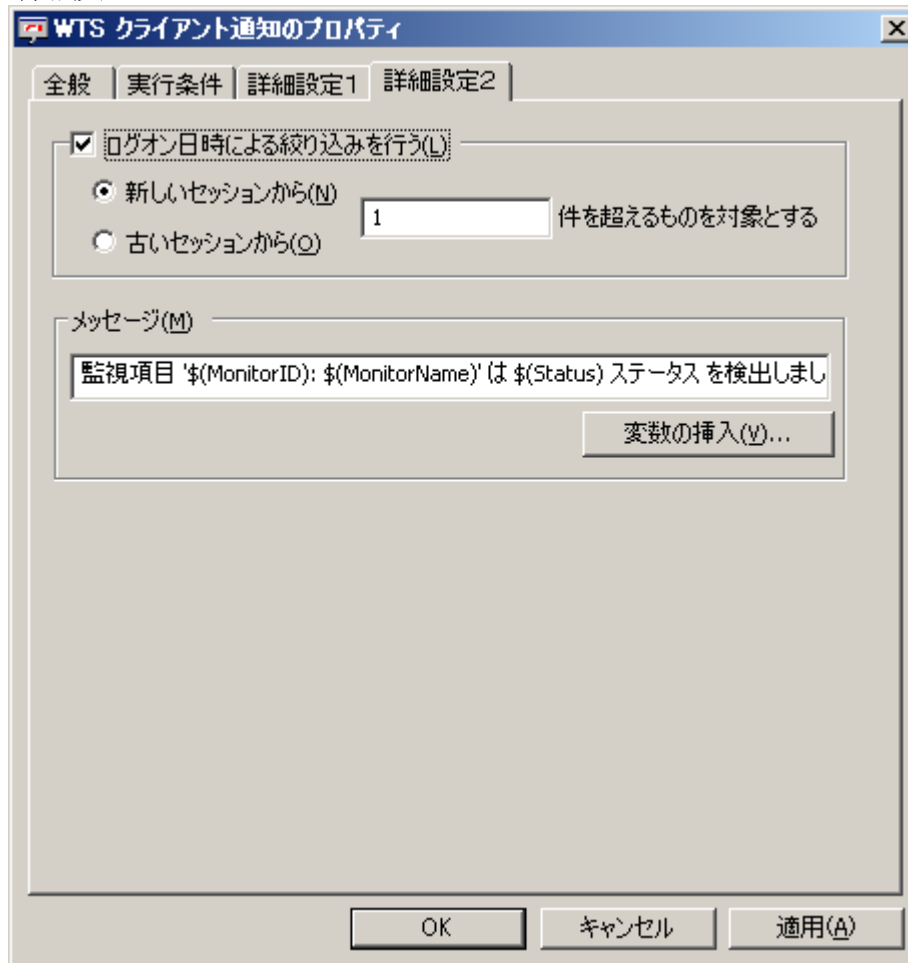 WTS クライアント通知のプロパティ
全般 実行条件 詳細設定1 詳細設定2
ログオン日時による絞り込みを行う(L)
新しいセッションから(N)
1 件を超えるものを対象とする
古いセッションから(O)
メッセージ(M)
監視項目 '$(MonitorID): $(MonitorName)' は $(Status) ステータス を検出しまし
変数の挿入(V)...
OK キャンセル 適用(A)